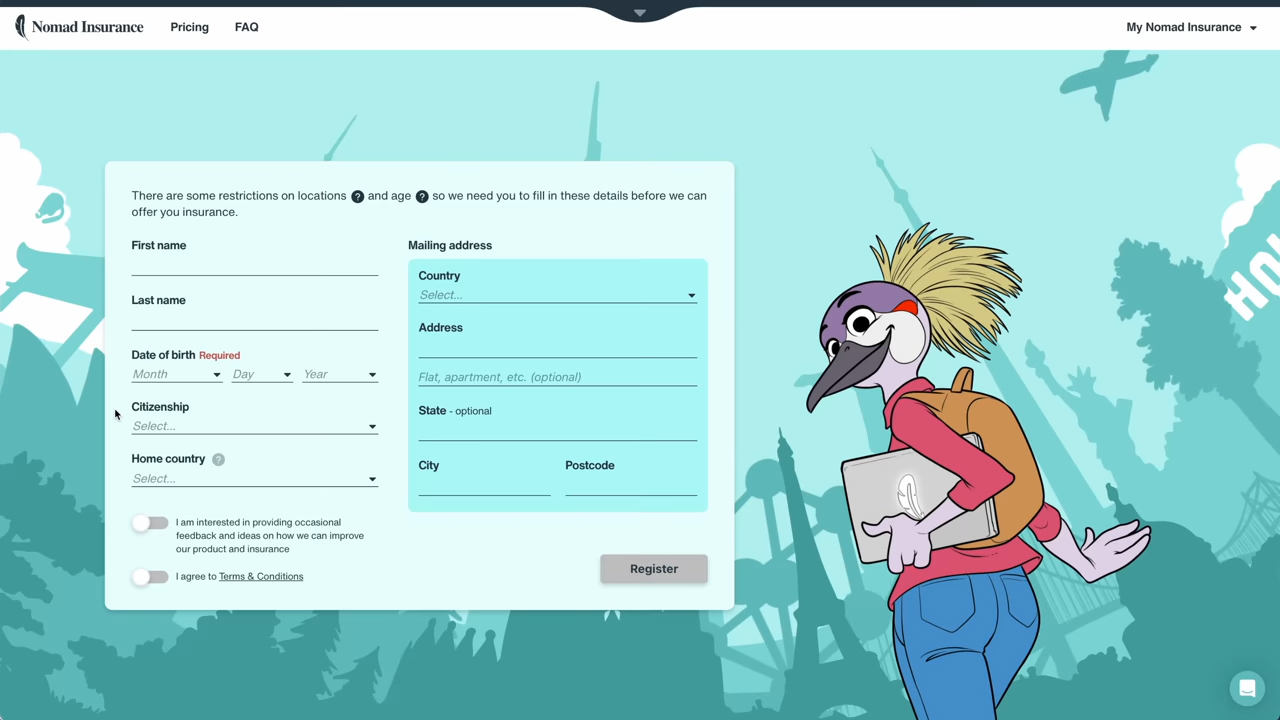 Nomad Insurance
Pricing
FAQ
My Nomad Insurance
There are some restrictions on locations ? and age ? so we need you to fill in these details before we can
offer you insurance.
First name
Last name
Date of birth Required
Month
Day
Year
Citizenship
Select...
Home country ?
Select...
I am interested in providing occasional
feedback and ideas on how we can improve
our product and insurance
I agree to Terms & Conditions
Mailing address
Country
Select...
Address
Flat, apartment, etc. (optional)
State - optional
City
Postcode
Register